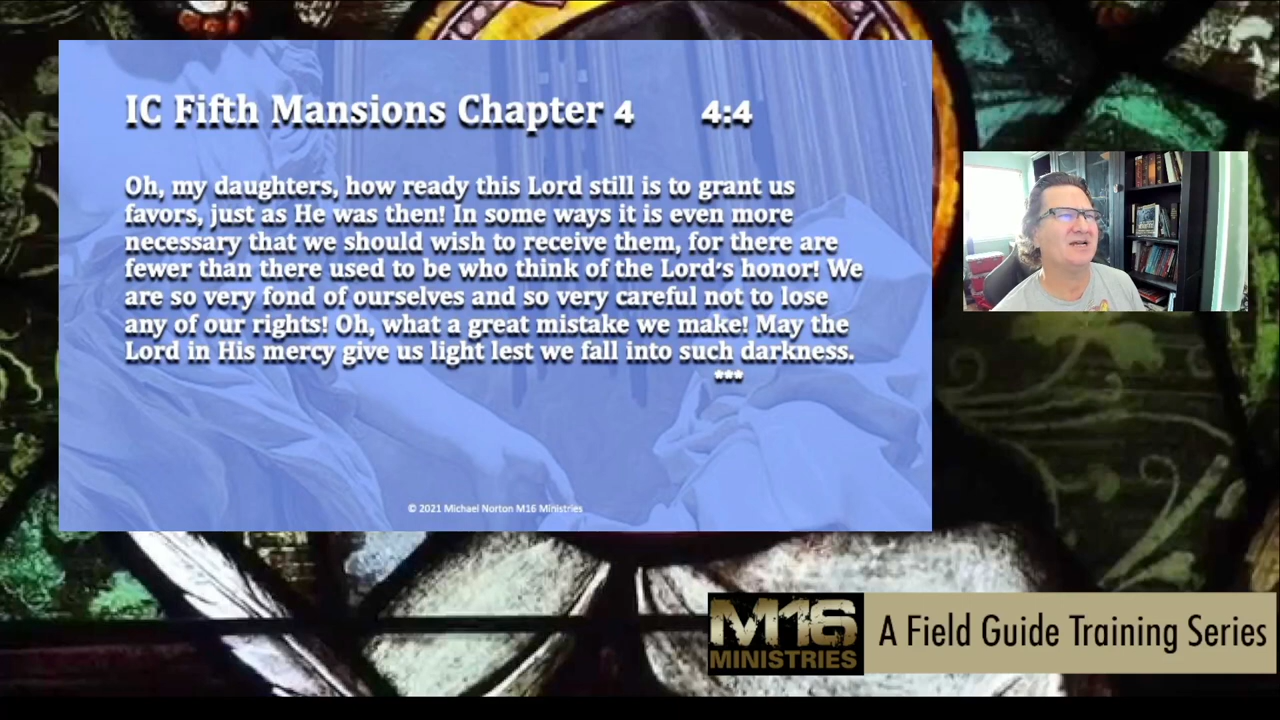 IC Fifth Mansions Chapter 4 4:4
Oh, my daughters, how ready this Lord still is to grant us
favors, just as He was then! In some ways it is even more
necessary that we should wish to receive them, for there are
fewer than there used to be who think of the Lord's honor! We
are so very fond of ourselves and so very careful not to lose
any of our rights! Oh, what a great mistake we make! May the
Lord in His mercy give us light lest we fall into such darkness.
***
© 2021 Michael Norton M16 Ministries
M16
MINISTRIES
A Field Guide Training Series